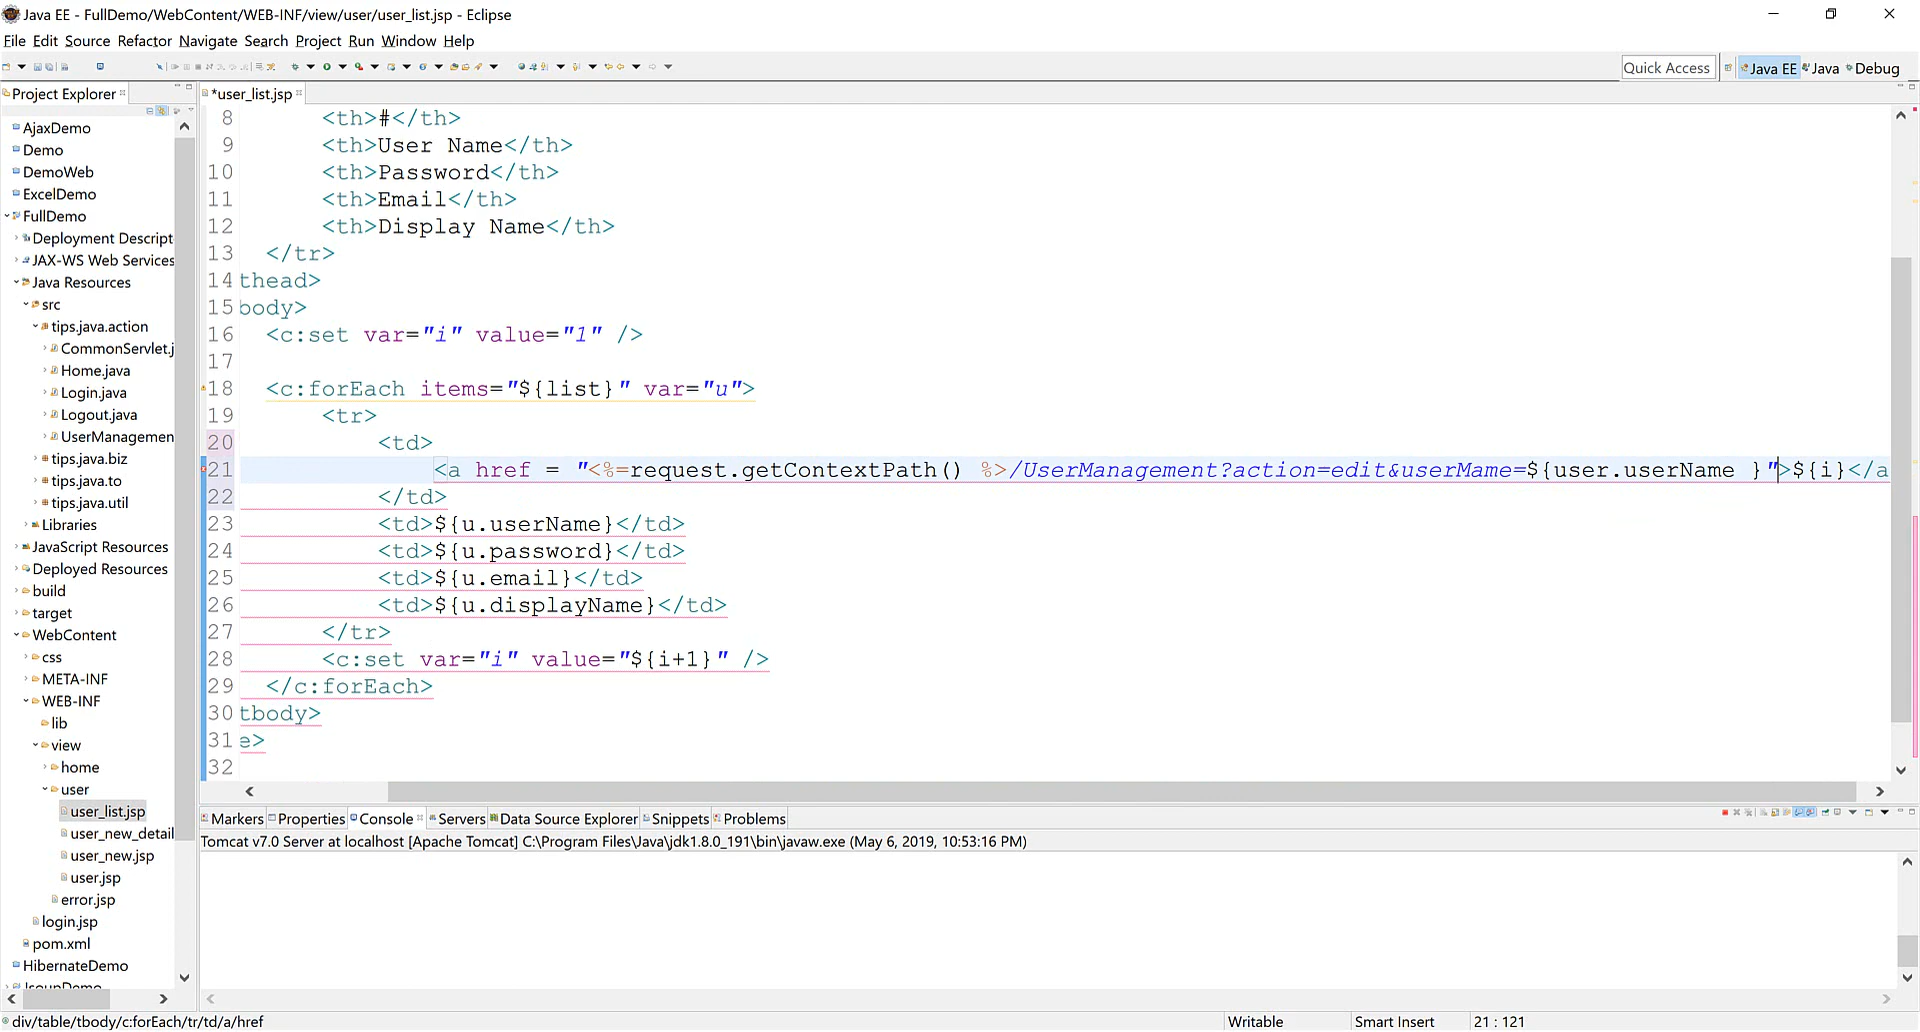 Java EE - FullDemo/WebContent/WEB-INF/view/user/user_list.jsp - Eclipse
File Edit Source Refactor Navigate Search Project Run Window Help
Quick Access
Java EE Java Debug
Project Explorer
AjaxDemo
Demo
DemoWeb
ExcelDemo
FullDemo
Deployment Descript
JAX-WS Web Services
Java Resources
src
tips.java.action
CommonServlet.j
Home.java
Login.java
Logout.java
UserManagemen
tips.java.biz
tips.java.to
tips.java.util
Libraries
JavaScript Resources
Deployed Resources
build
target
WebContent
css
META-INF
WEB-INF
lib
view
home
user
user_list.jsp
user_new_detail
user_new.jsp
user.jsp
error.jsp
login.jsp
pom.xml
HibernateDemo
JsoupDemo
*user_list.jsp
8 <th>#</th>
9 <th>User Name</th>
10 <th>Password</th>
11 <th>Email</th>
12 <th>Display Name</th>
13 </tr>
14 thead>
15 body>
16 <c:set var="i" value="1" />
17
18 <c:forEach items="${list}" var="u">
19 <tr>
20 <td>
21 <a href = "<%=request.getContextPath() %>/UserManagement?action=edit&userMame=${user.userName }">${i}</a
22 </td>
23 <td>${u.userName}</td>
24 <td>${u.password}</td>
25 <td>${u.email}</td>
26 <td>${u.displayName}</td>
27 </tr>
28 <c:set var="i" value="${i+1}" />
29 </c:forEach>
30 tbody>
31 e>
32
Markers Properties Console Servers Data Source Explorer Snippets Problems
Tomcat v7.0 Server at localhost [Apache Tomcat] C:\Program Files\Java\jdk1.8.0_191\bin\javaw.exe (May 6, 2019, 10:53:16 PM)
div/table/tbody/c:forEach/tr/td/a/href
Writable
Smart Insert
21 : 121